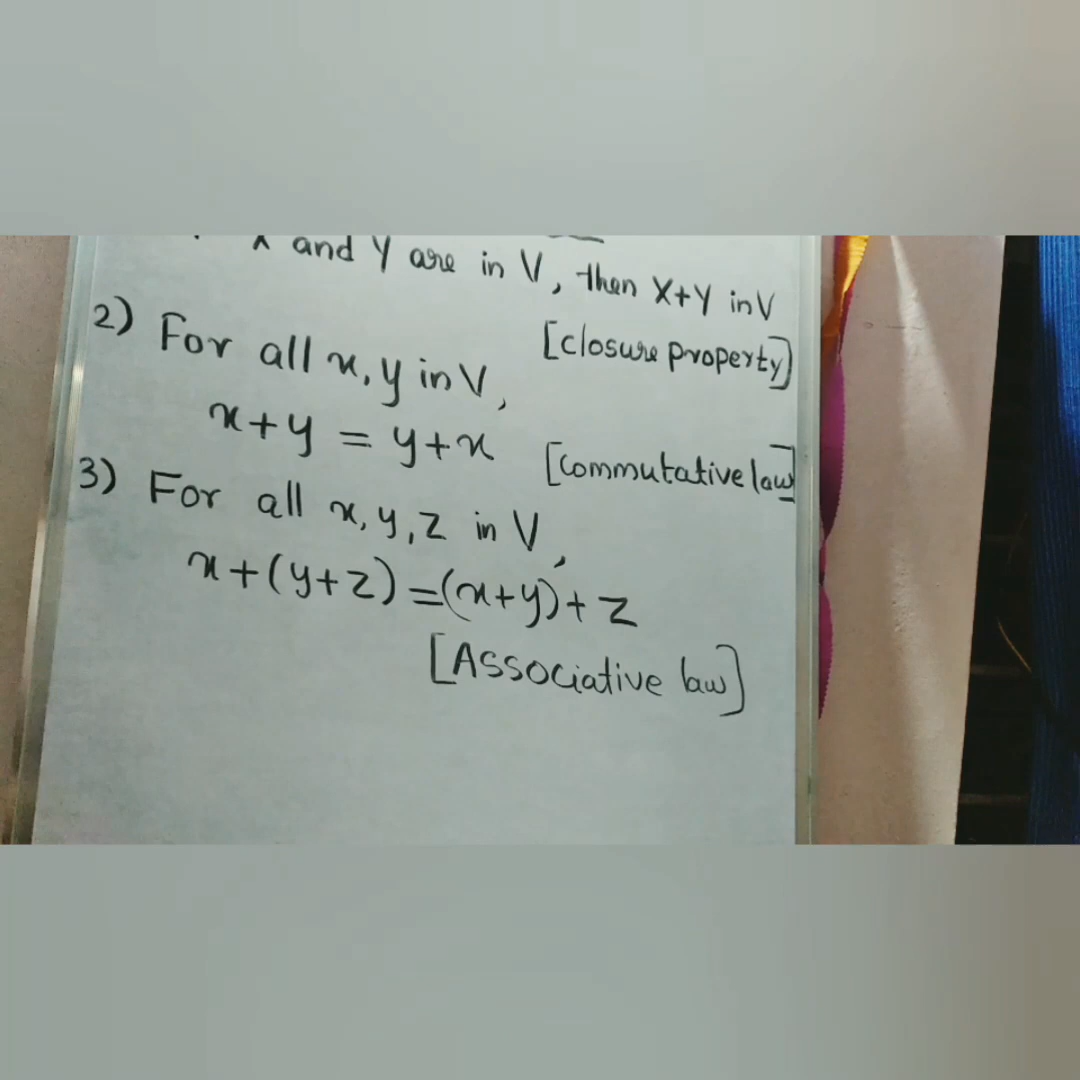 X and Y are in V, then X+Y in V
[closure property]
2) For all x, y in V,
x+y = y+x [Commutative law]
3) For all x, y, z in V,
x+(y+z)=(x+y)+z
[Associative law]